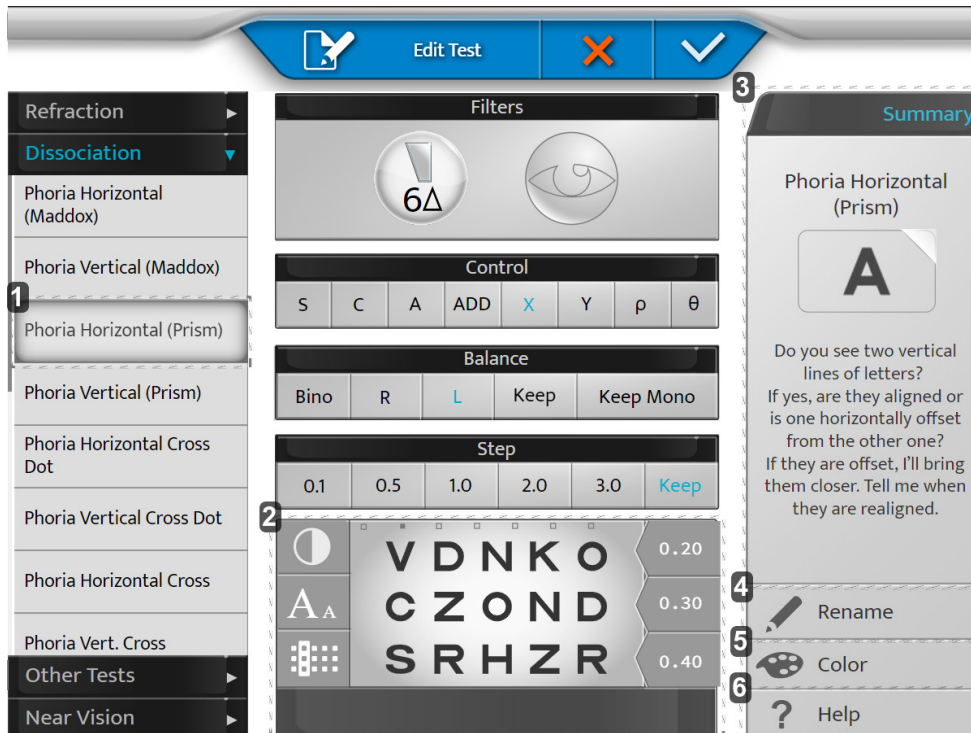 Edit Test
3
Refraction
Dissociation
Phoria Horizontal
(Maddox)
Phoria Vertical (Maddox)
1
Phoria Horizontal (Prism)
Phoria Vertical (Prism)
Phoria Horizontal Cross
Dot
Phoria Vertical Cross Dot
Phoria Horizontal Cross
Phoria Vert. Cross
Other Tests
Near Vision
Filters
6Δ
Control
S C A ADD X Y ρ θ
Balance
Bino R L Keep Keep Mono
Step
0.1 0.5 1.0 2.0 3.0 Keep
2
V D N K O 0.20
A A C Z O N D 0.30
S R H Z R 0.40
Summary
Phoria Horizontal
(Prism)
A
Do you see two vertical
lines of letters?
If yes, are they aligned or
is one horizontally offset
from the other one?
If they are offset, I'll bring
them closer. Tell me when
they are realigned.
4
Rename
5
Color
6
? Help